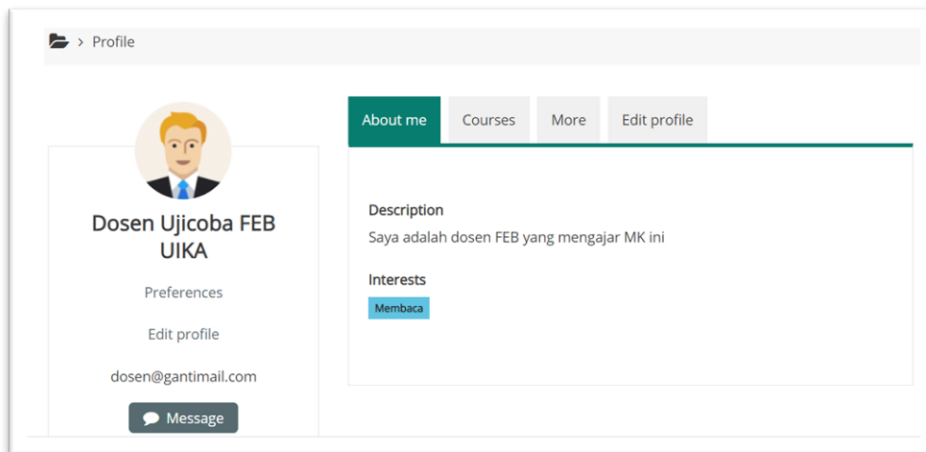 > Profile
Dosen Ujicoba FEB
UIKA
Preferences
Edit profile
dosen@gantimail.com
Message
About me
Courses
More
Edit profile
Description
Saya adalah dosen FEB yang mengajar MK ini
Interests
Membaca